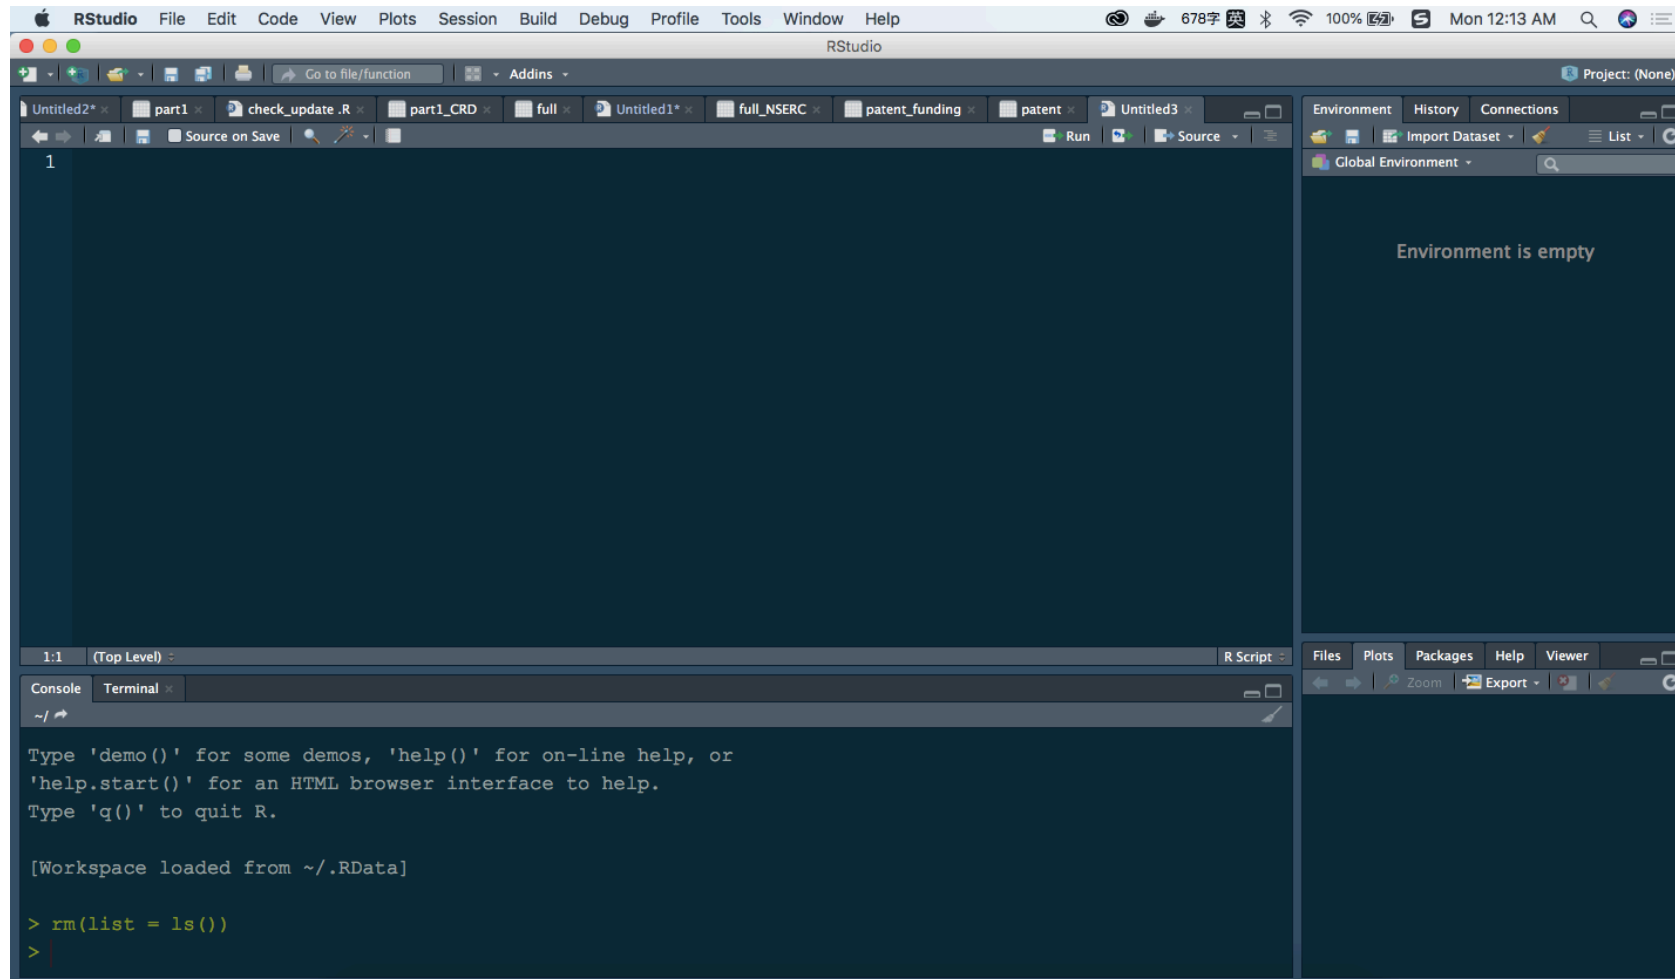 RStudio File Edit Code View Plots Session Build Debug Profile Tools Window Help 678字 英 100% Mon 12:13 AM
RStudio
Go to file/function Addins Project: (None)
Untitled2* part1 check_update .R part1_CRD full Untitled1* full_NSERC patent_funding patent Untitled3
Source on Save Run Source
1
1:1 (Top Level) R Script
Console Terminal
~/
Type 'demo()' for some demos, 'help()' for on-line help, or
'help.start()' for an HTML browser interface to help.
Type 'q()' to quit R.
[Workspace loaded from ~/.RData]
> rm(list = ls())
>
Environment History Connections
Import Dataset List
Global Environment
Environment is empty
Files Plots Packages Help Viewer
Zoom Export